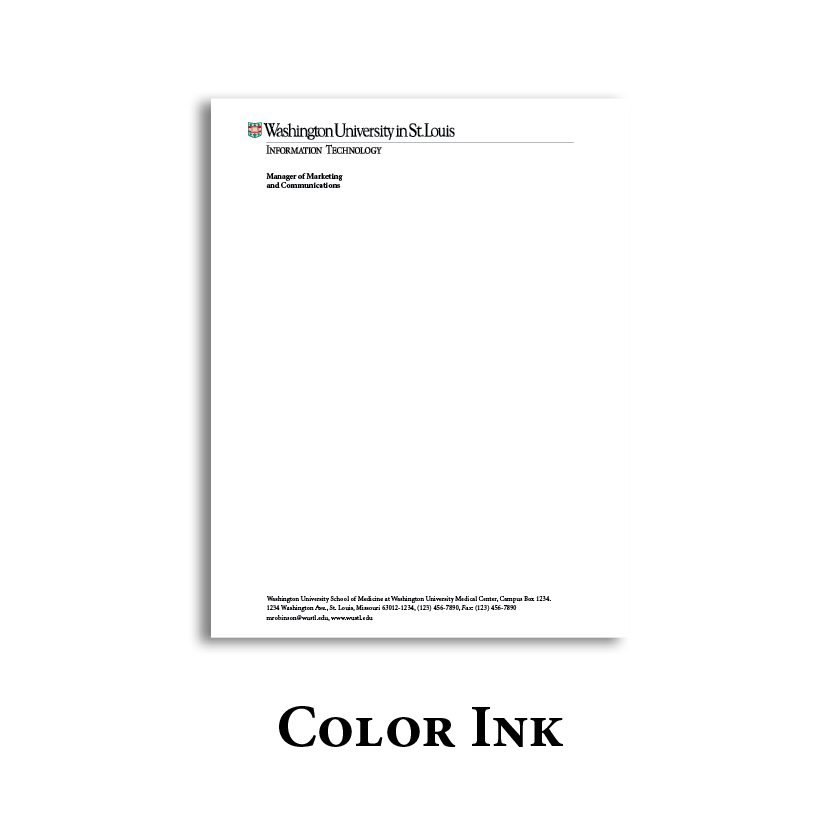 Washington University in St. Louis
Information Technology
Manager of Marketing
and Communications
Washington University School of Medicine at Washington University Medical Center, Campus Box 1234.
1234 Washington Ave., St. Louis, Missouri 63012-1234, (123) 456-7890, Fax: (123) 456-7890
mrobinson@wustl.edu, www.wustl.edu
Color Ink